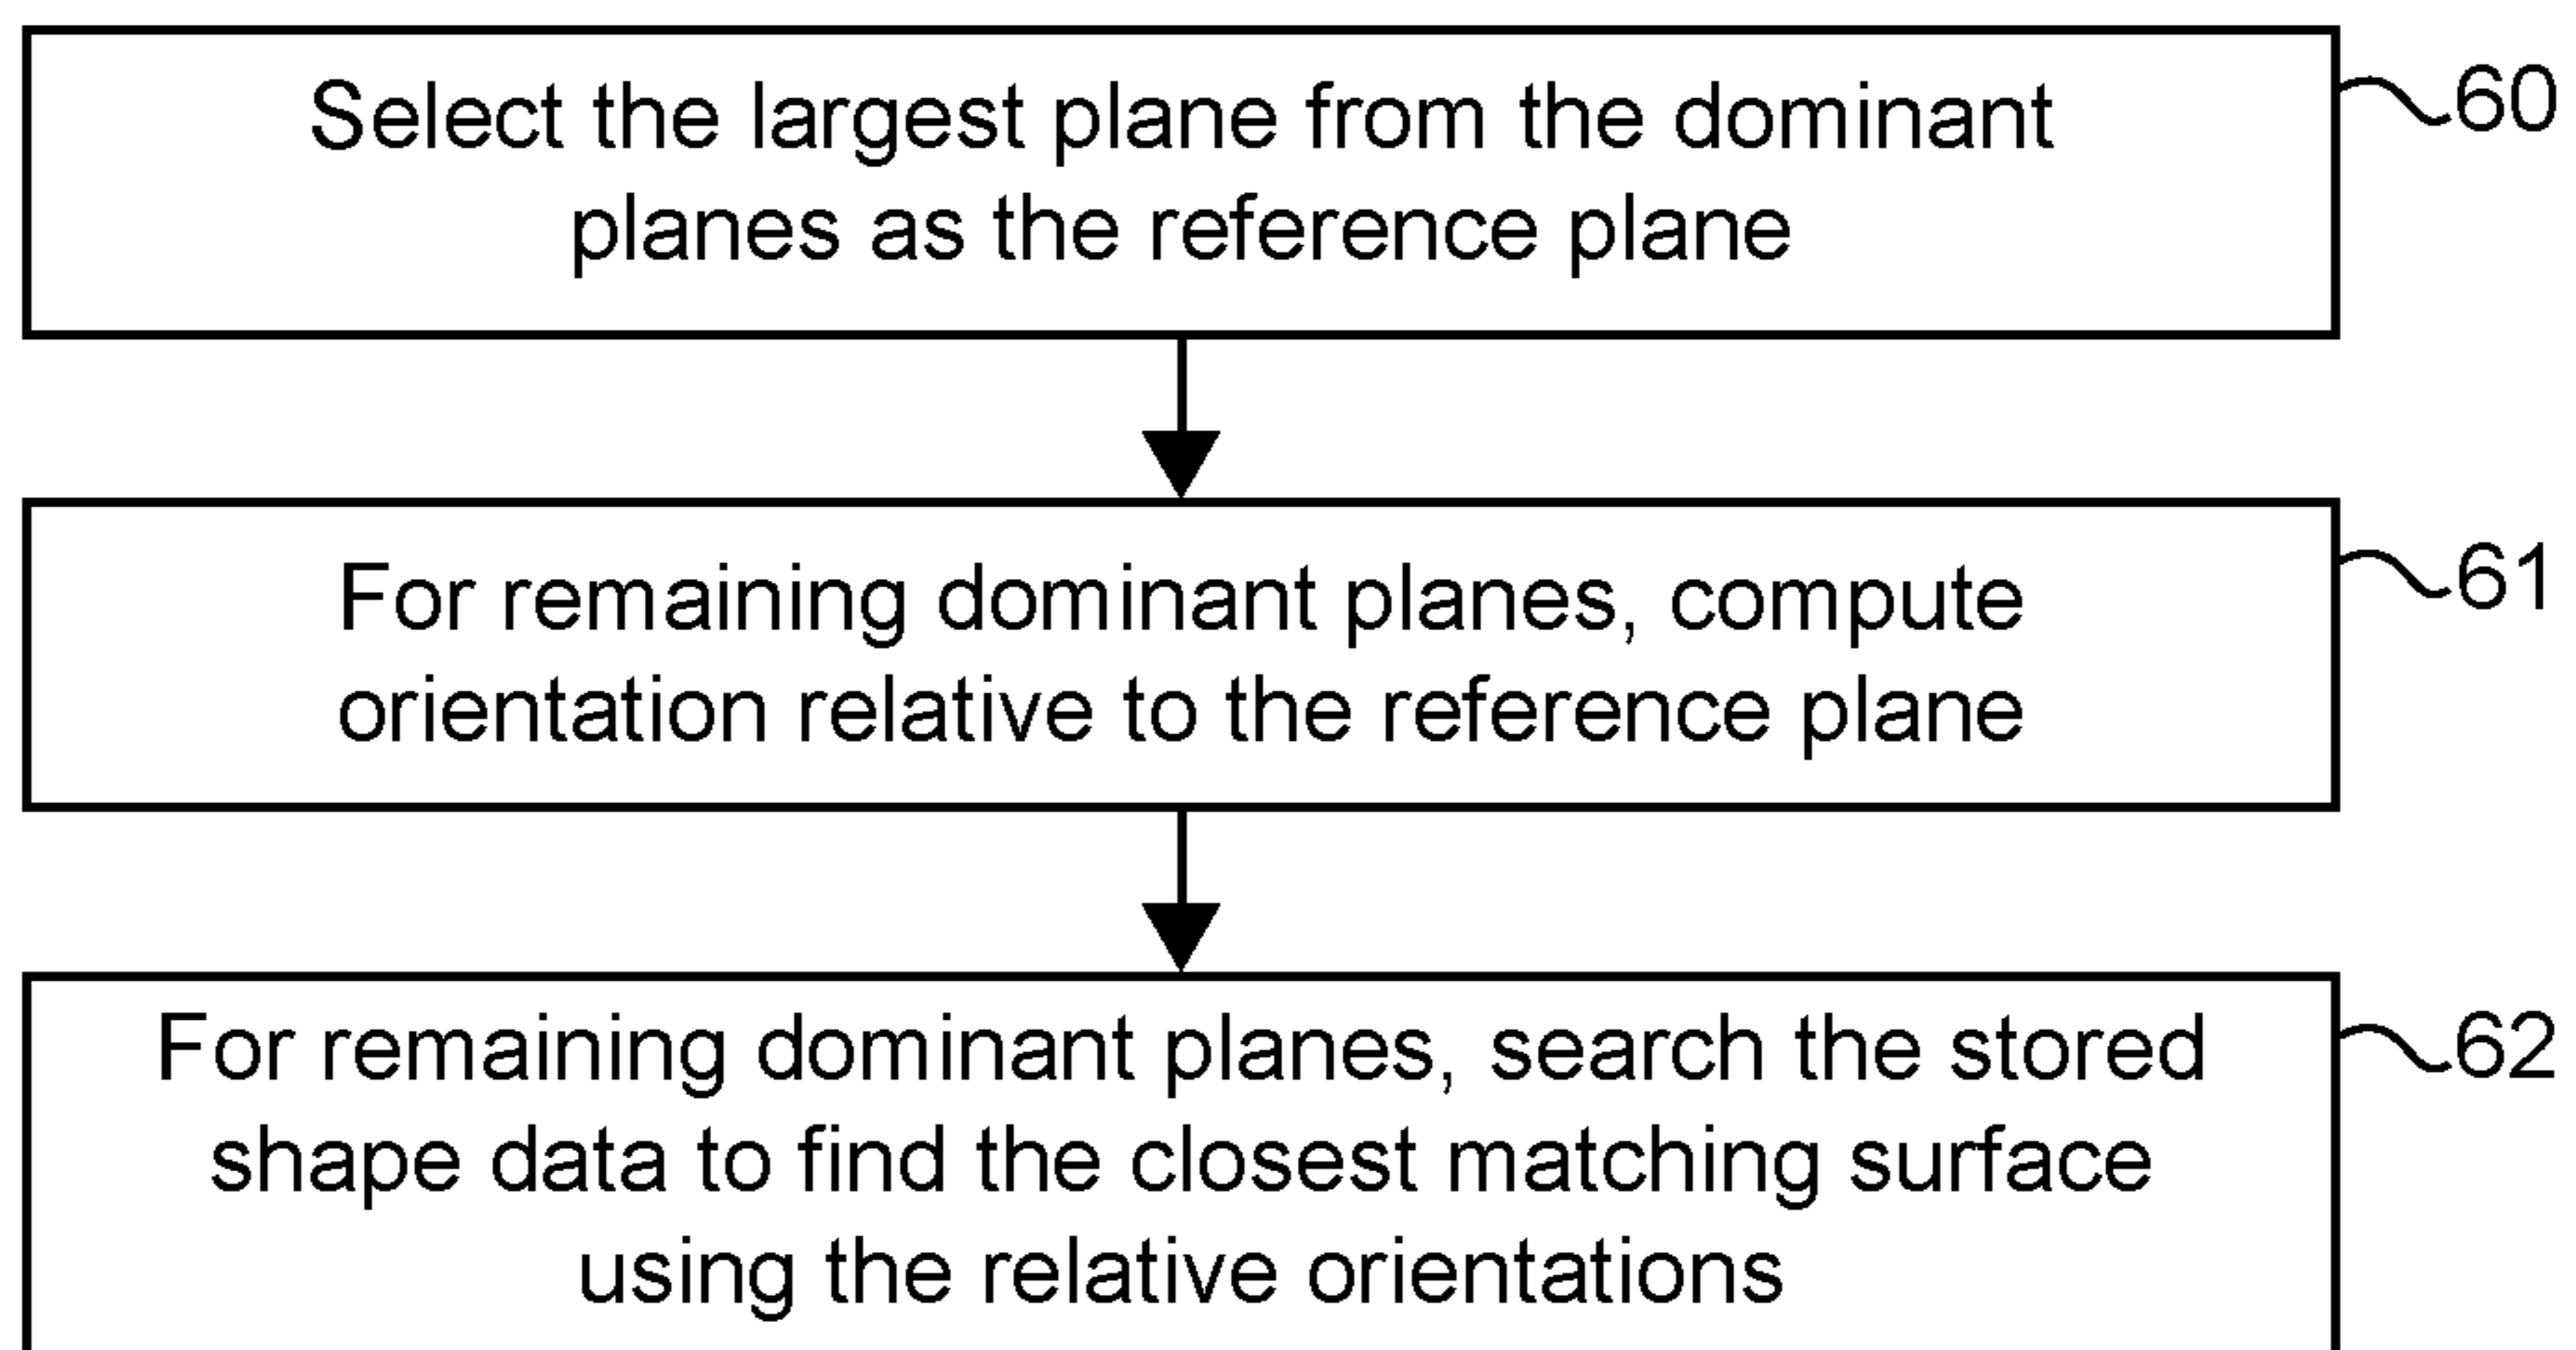 Select the largest plane from the dominant
planes as the reference plane
60
For remaining dominant planes, compute
orientation relative to the reference plane
61
For remaining dominant planes, search the stored
shape data to find the closest matching surface
using the relative orientations
62